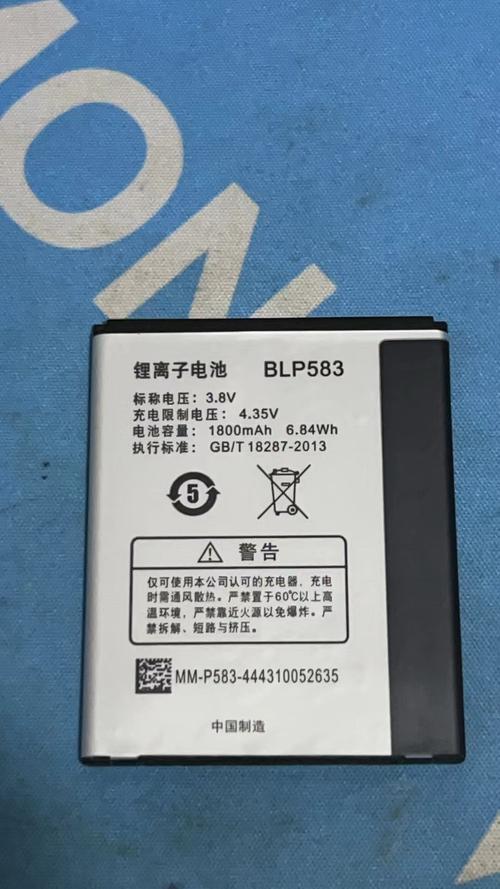 MON
锂离子电池 BLP583
标称电压：3.8V
充电限制电压：4.35V
电池容量：1800mAh 6.84Wh
执行标准：GB/T 18287-2013
5
警告
仅可使用本公司认可的充电器，充电
时需通风散热。严禁置于60℃以上高
温环境，严禁靠近火源以免爆炸。严
禁拆解、短路与挤压。
MM-P583-444310052635
中国制造